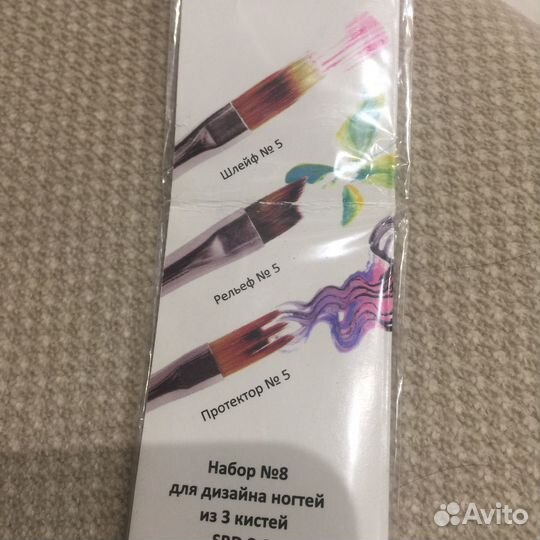 Шлейф № 5
Рельеф № 5
Протектор № 5
Набор №8
для дизайна ногтей
из 3 кистей
Avito